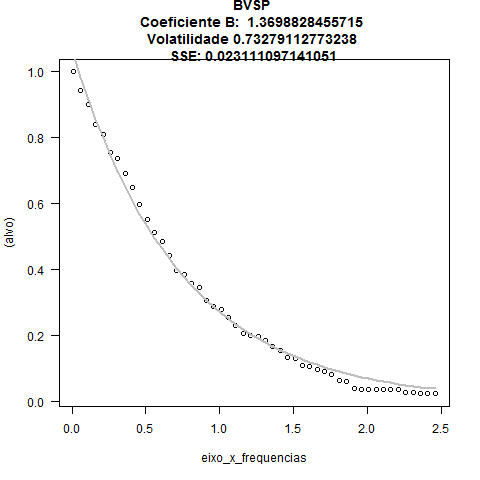 BVSP
Coeficiente B:  1.3698828455715
Volatilidade 0.73279112773238
SSE: 0.023111097141051
(alvo)
1.0
0.8
0.6
0.4
0.2
0.0
0.0 0.5 1.0 1.5 2.0 2.5
eixo_x_frequencias